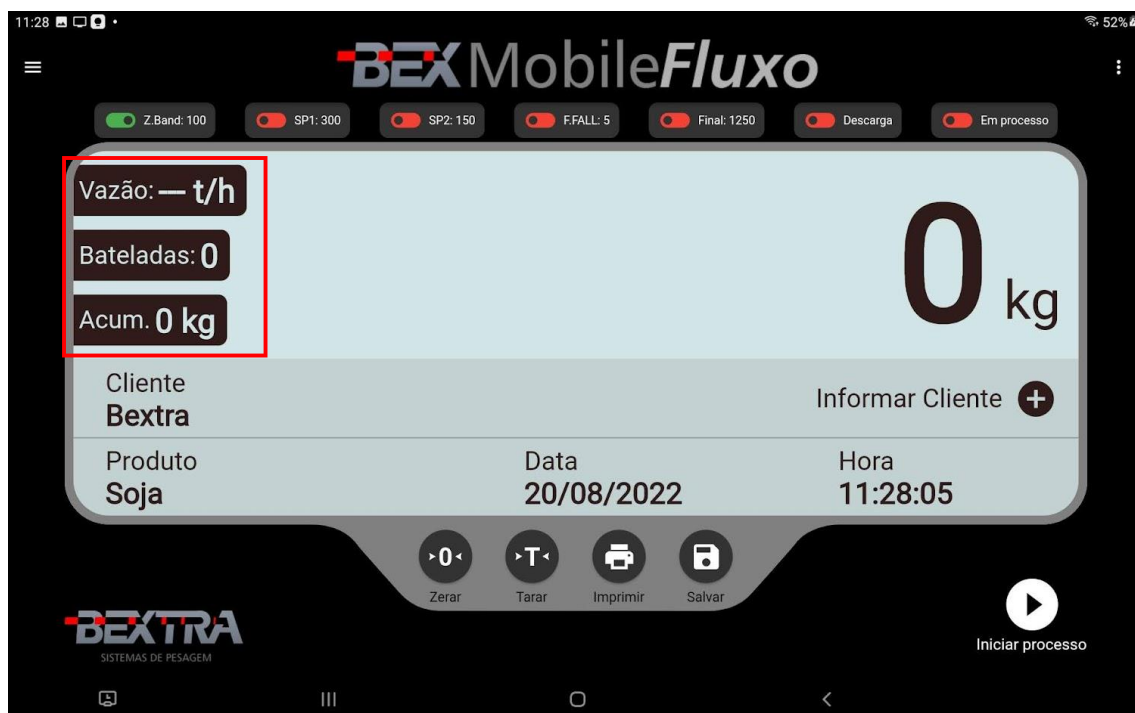 11:28
52%
BEX MobileFluxo
Z.Band: 100 SP1: 300 SP2: 150 F.FALL: 5 Final: 1250 Descarga Em processo
Vazão: --- t/h
Bateladas: 0
Acum. 0 kg
0 kg
Cliente
Bextra
Informar Cliente
Produto
Soja
Data
20/08/2022
Hora
11:28:05
>0<
>T<
Zerar Tarar Imprimir Salvar
BEXTRA
SISTEMAS DE PESAGEM
Iniciar processo